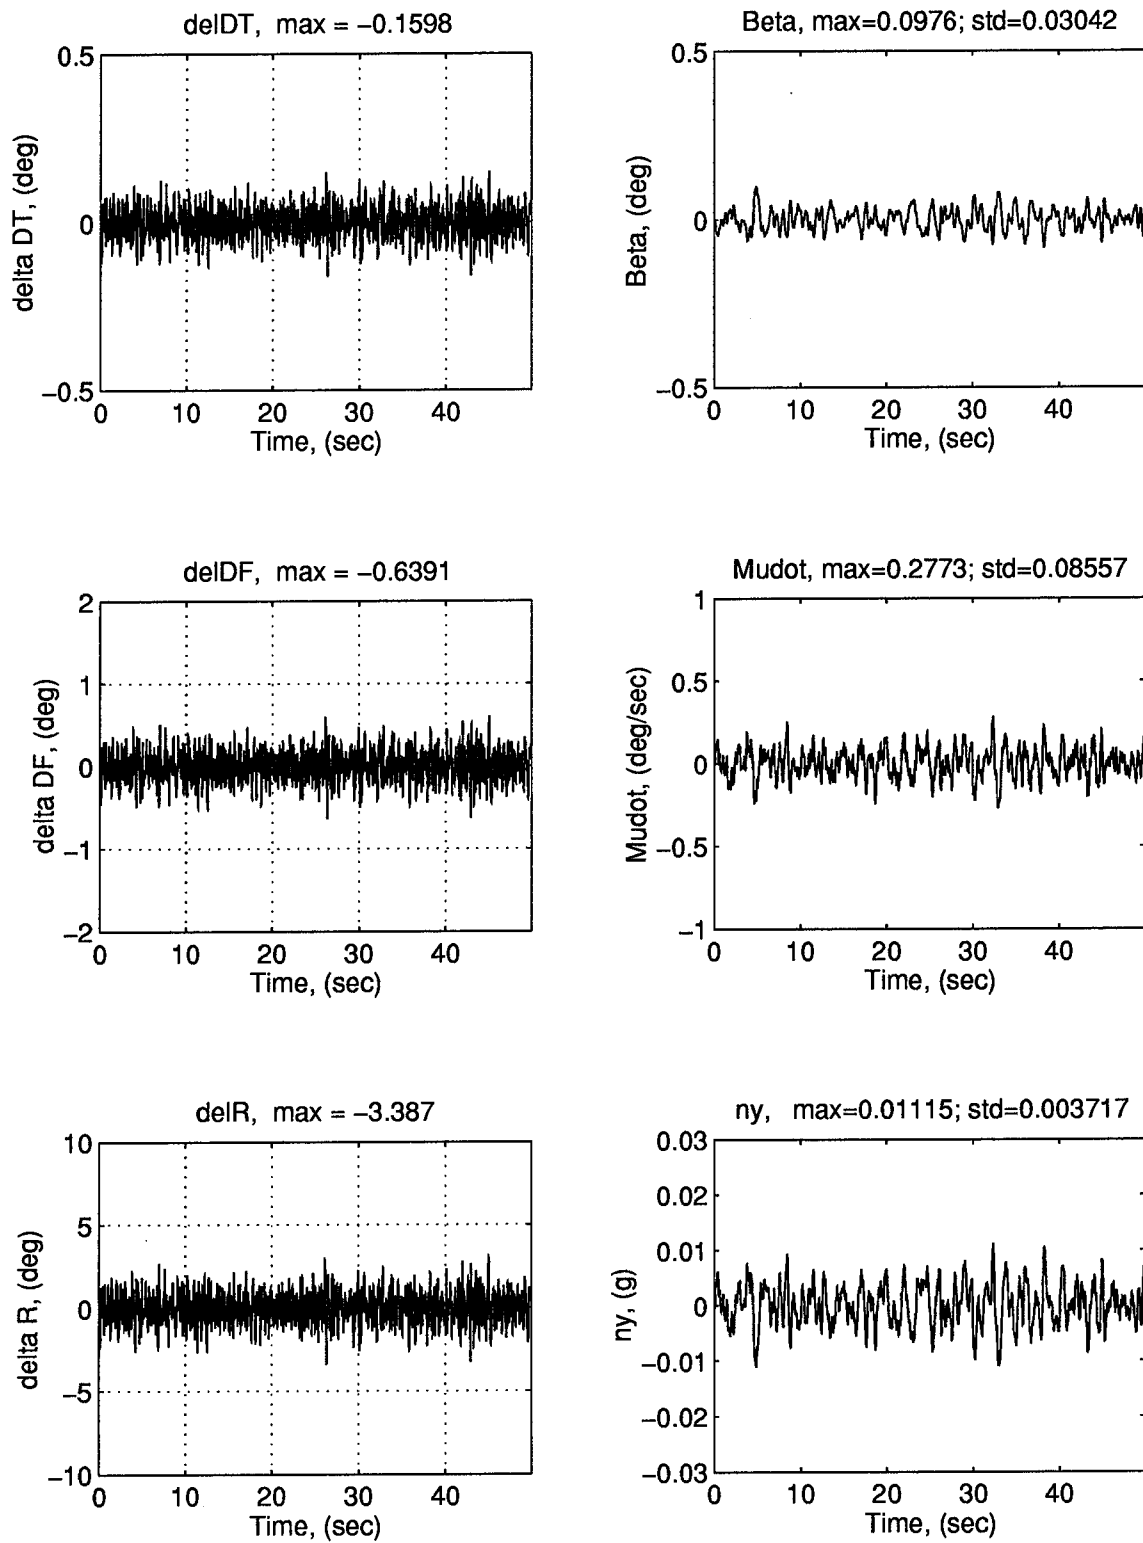 delDT, max = −0.1598
0.5
0
−0.5
delta DT, (deg)
0 10 20 30 40
Time, (sec)
Beta, max=0.0976; std=0.03042
0.5
0
−0.5
Beta, (deg)
0 10 20 30 40
Time, (sec)
delDF, max = −0.6391
2
1
0
−1
−2
delta DF, (deg)
0 10 20 30 40
Time, (sec)
Mudot, max=0.2773; std=0.08557
1
0.5
0
−0.5
−1
Mudot, (deg/sec)
0 10 20 30 40
Time, (sec)
delR, max = −3.387
10
5
0
−5
−10
delta R, (deg)
0 10 20 30 40
Time, (sec)
ny, max=0.01115; std=0.003717
0.03
0.02
0.01
0
−0.01
−0.02
−0.03
ny, (g)
0 10 20 30 40
Time, (sec)